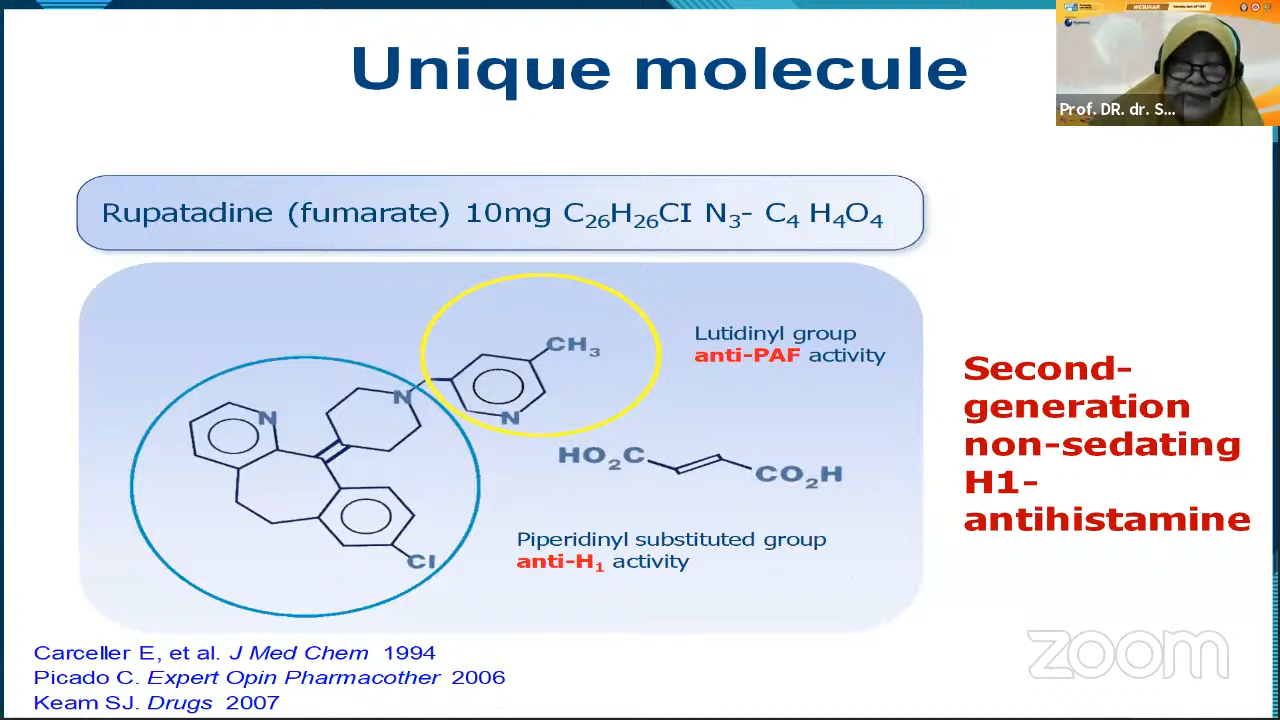 Unique molecule
WEBINAR
Prof. DR. dr. S...
Rupatadine (fumarate) 10mg C₂₆H₂₆CI N₃- C₄ H₄O₄
CH₃
N
N
N
Cl
Lutidinyl group
anti-PAF activity
HO₂C
CO₂H
Piperidinyl substituted group
anti-H₁ activity
Second-
generation
non-sedating
H1-
antihistamine
Carceller E, et al. J Med Chem 1994
Picado C. Expert Opin Pharmacother 2006
Keam SJ. Drugs 2007
zoom